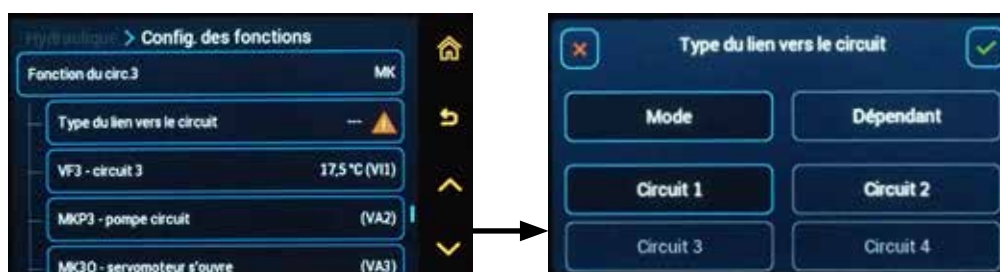 Hydraulique > Config. des fonctions
Fonction du circ.3 MK
Type du lien vers le circuit ---
VF3 - circuit 3 17,5 °C (VI1)
MKP3 - pompe circuit (VA2)
MK3O - servomoteur s'ouvre (VA3)
Type du lien vers le circuit
Mode Dépendant
Circuit 1 Circuit 2
Circuit 3 Circuit 4